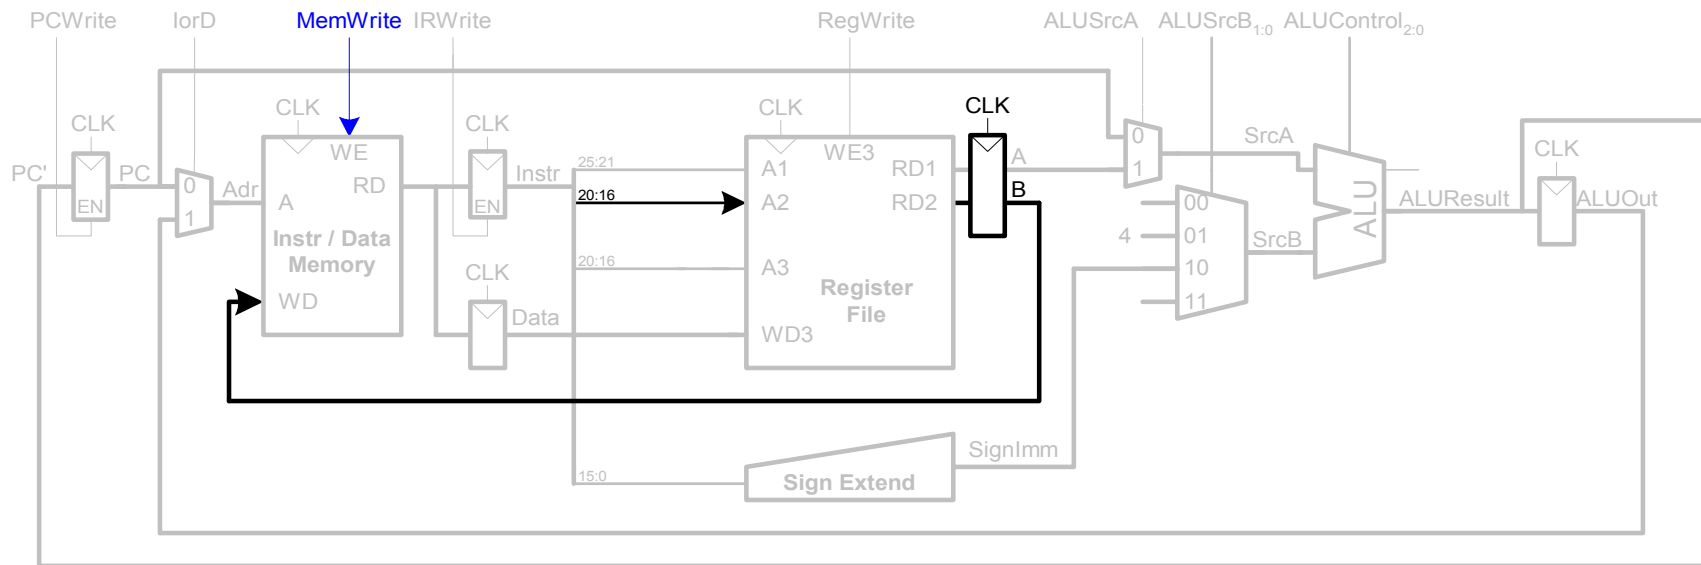 PCWrite IorD MemWrite IRWrite RegWrite ALUSrcA ALUSrcB1:0 ALUControl2:0
CLK CLK CLK CLK CLK CLK
PC' PC EN
0
1
Adr
WE
RD
A
Instr / Data
Memory
WD
EN
Instr
CLK
Data
25:21
20:16
20:16
15:0
A1
A2
A3
WD3
WE3
RD1
RD2
Register
File
A
B
Sign Extend
SignImm
0
1
SrcA
4
00
01
10
11
SrcB
ALU
ALUResult
ALUOut